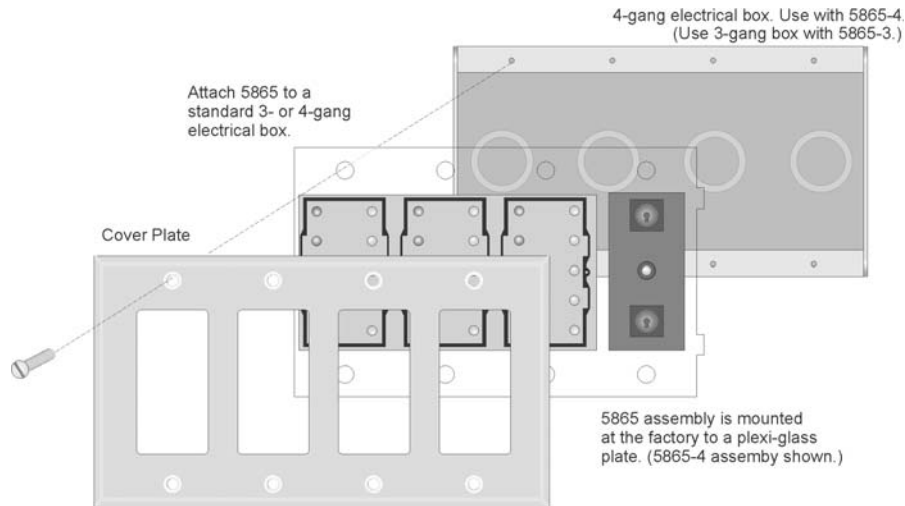 4-gang electrical box. Use with 5865-4.
(Use 3-gang box with 5865-3.)
Attach 5865 to a
standard 3- or 4-gang
electrical box.
Cover Plate
5865 assembly is mounted
at the factory to a plexi-glass
plate. (5865-4 assemby shown.)